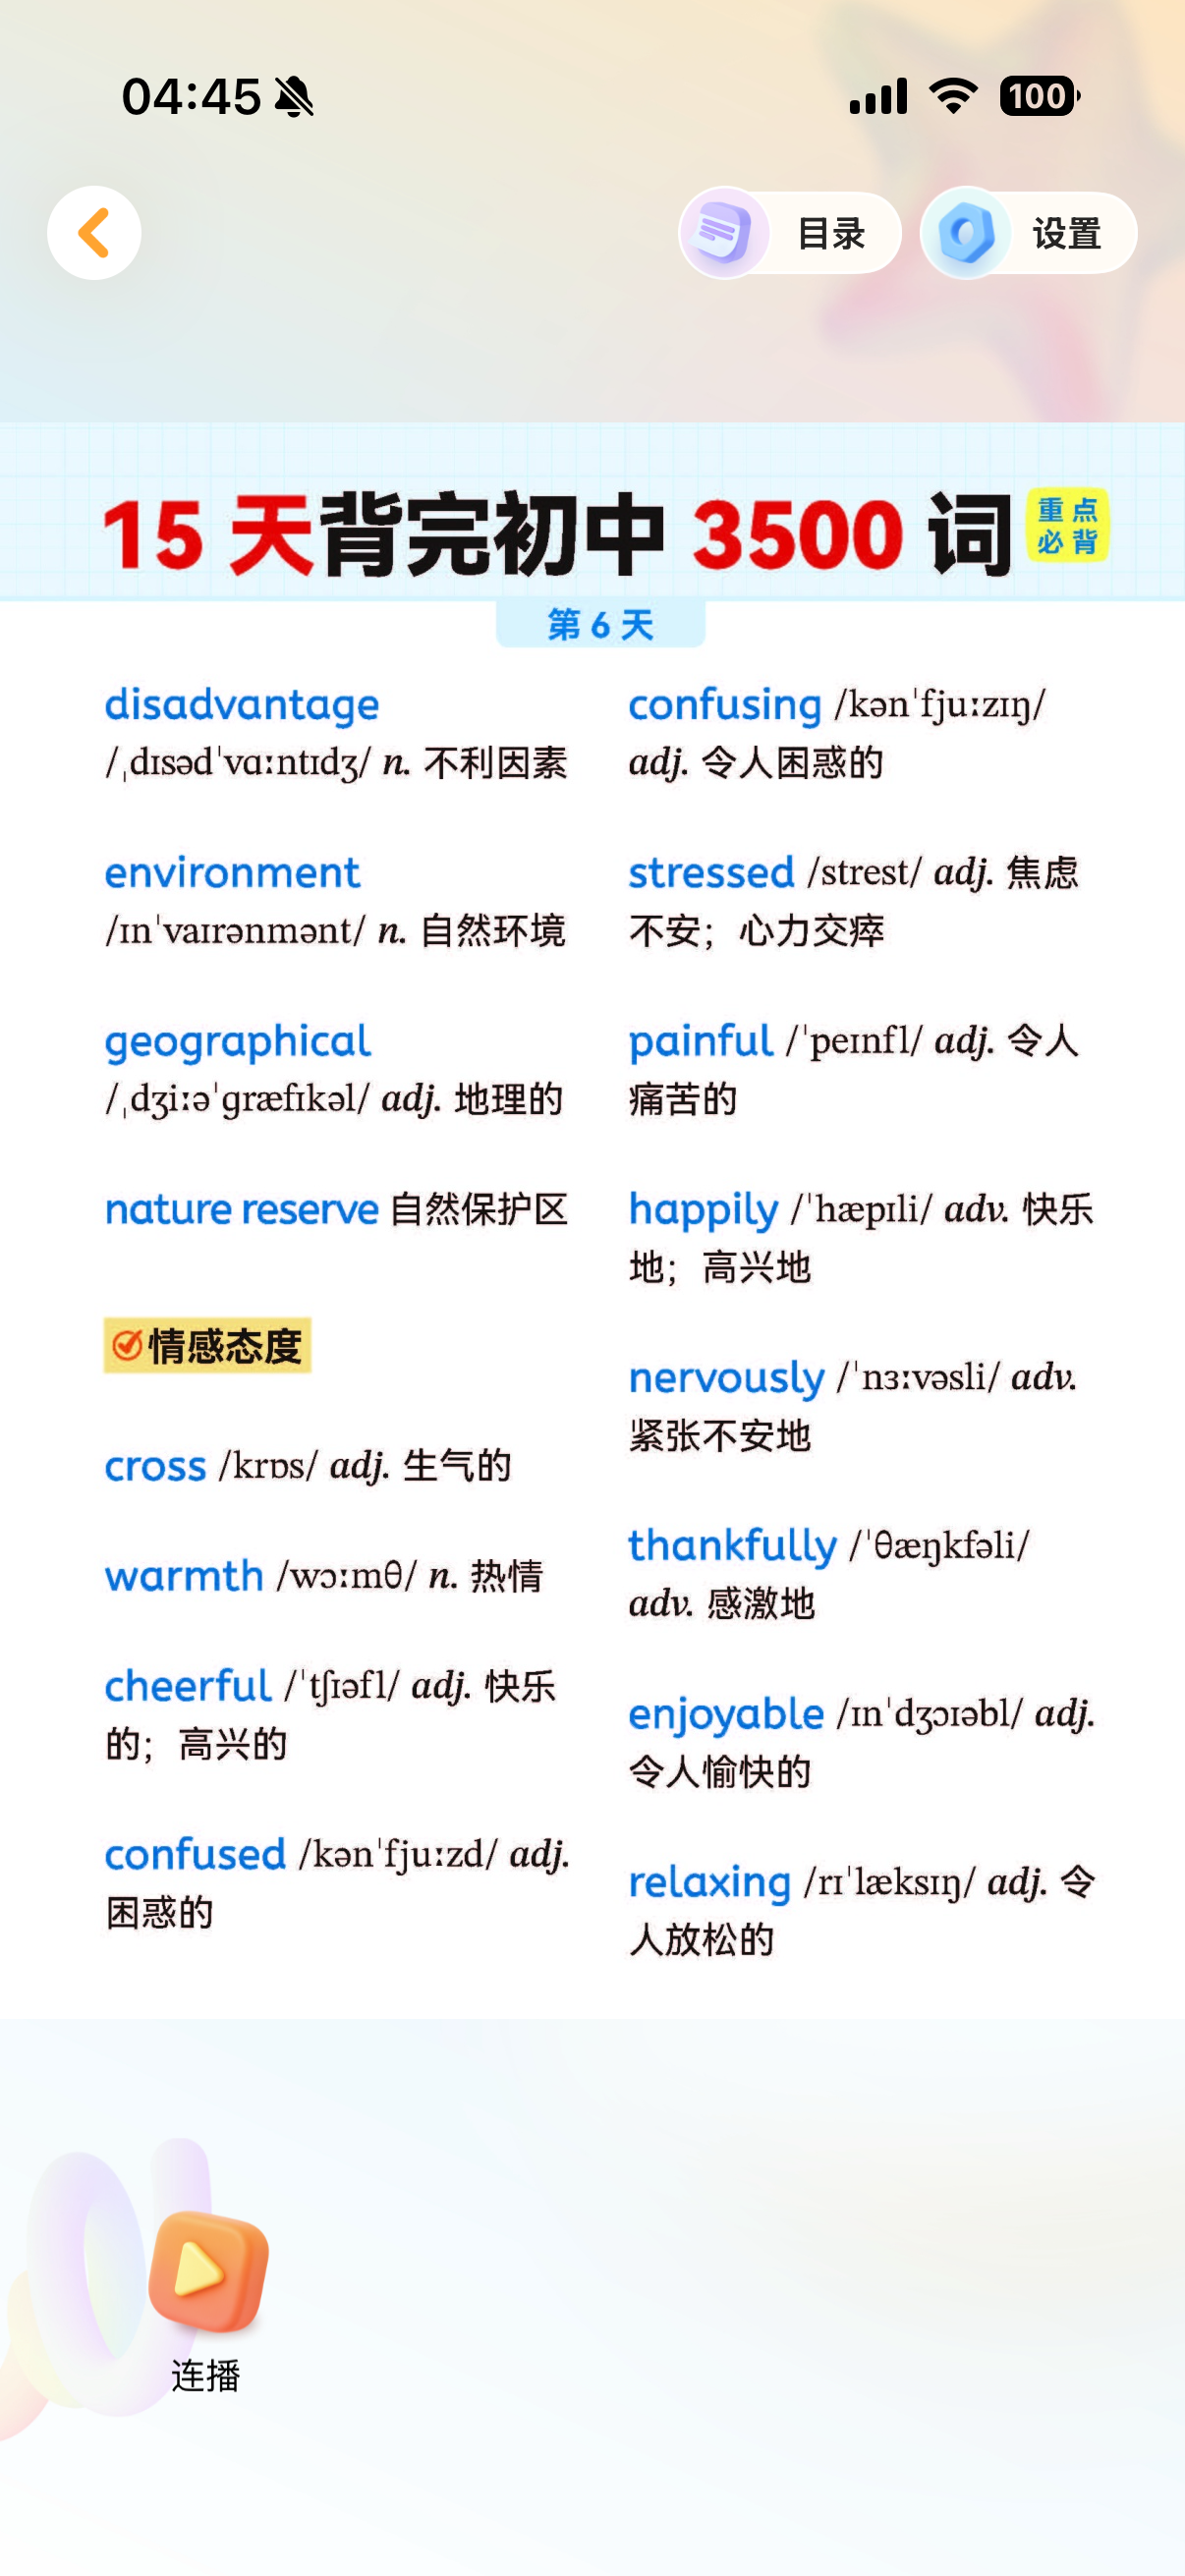 04:45
100
目录
设置
15 天背完初中 3500 词
重点
必背
第 6 天
disadvantage
/ˌdɪsədˈvɑːntɪdʒ/ n. 不利因素
environment
/ɪnˈvaɪrənmənt/ n. 自然环境
geographical
/ˌdʒiːəˈɡræfɪkəl/ adj. 地理的
nature reserve 自然保护区
情感态度
cross /krɒs/ adj. 生气的
warmth /wɔːmθ/ n. 热情
cheerful /ˈtʃɪəfl/ adj. 快乐
的；高兴的
confused /kənˈfjuːzd/ adj.
困惑的
confusing /kənˈfjuːzɪŋ/
adj. 令人困惑的
stressed /strest/ adj. 焦虑
不安；心力交瘁
painful /ˈpeɪnfl/ adj. 令人
痛苦的
happily /ˈhæpɪli/ adv. 快乐
地；高兴地
nervously /ˈnɜːvəsli/ adv.
紧张不安地
thankfully /ˈθæŋkfəli/
adv. 感激地
enjoyable /ɪnˈdʒɔɪəbl/ adj.
令人愉快的
relaxing /rɪˈlæksɪŋ/ adj. 令
人放松的
连播